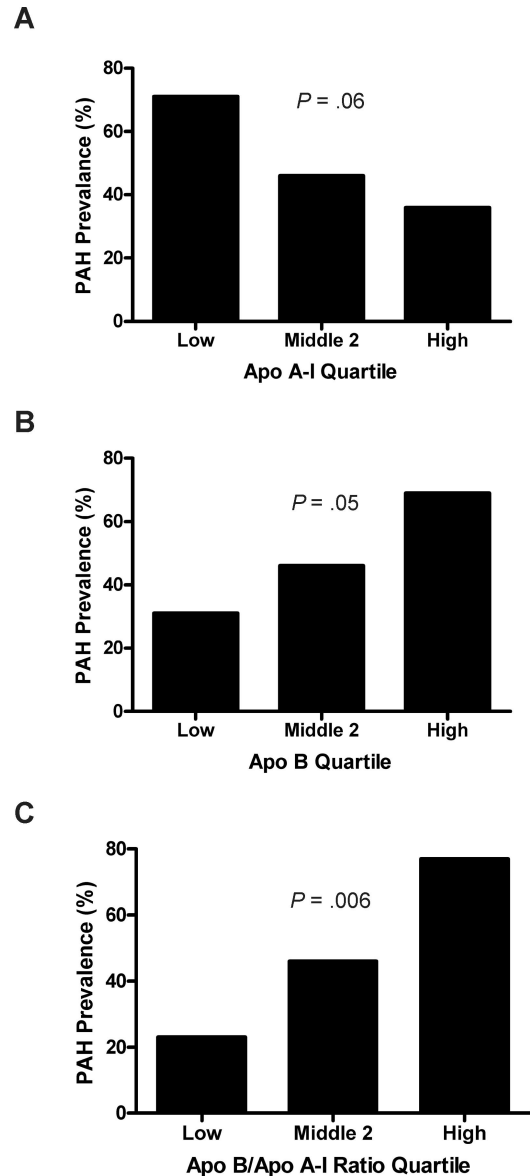 A
PAH Prevalance (%)
80
60
40
20
0
P = .06
Low Middle 2 High
Apo A-I Quartile
B
PAH Prevalence (%)
80
60
40
20
0
P = .05
Low Middle 2 High
Apo B Quartile
C
PAH Prevalence (%)
80
60
40
20
0
P = .006
Low Middle 2 High
Apo B/Apo A-I Ratio Quartile